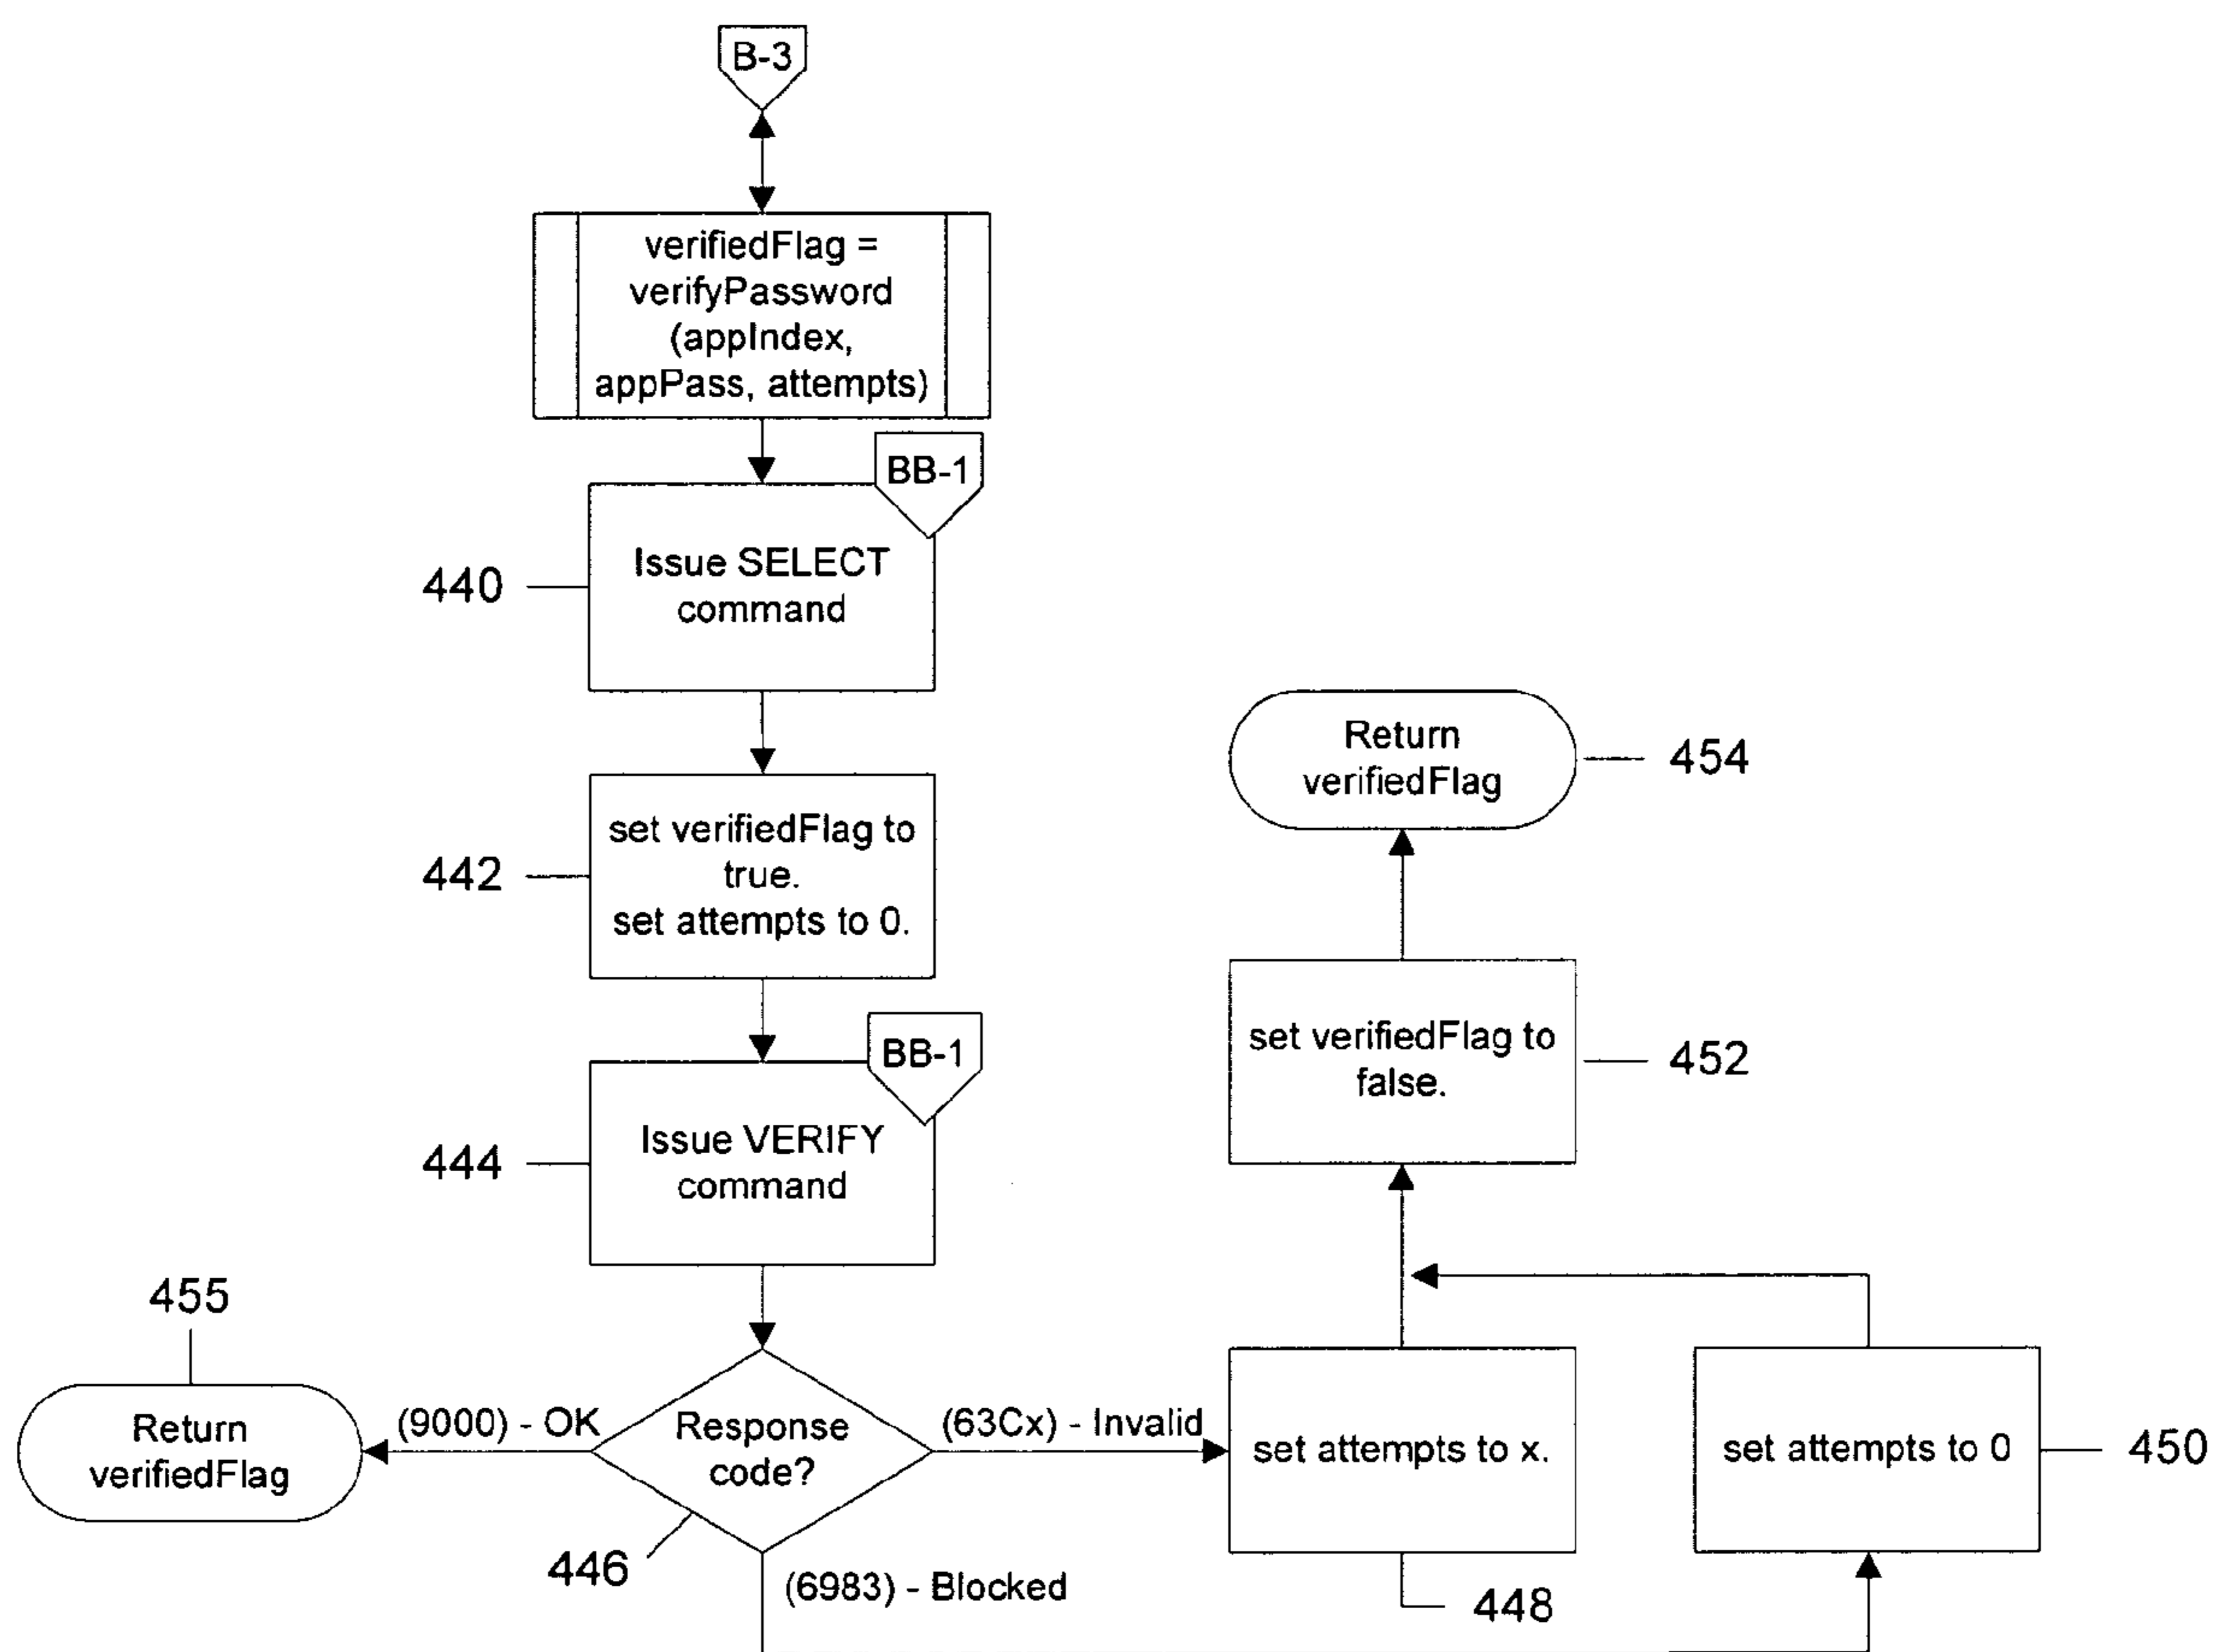 B-3
verifiedFlag =
verifyPassword
(appIndex,
appPass, attempts)
BB-1
Issue SELECT
command
440
set verifiedFlag to
true.
set attempts to 0.
442
BB-1
Issue VERIFY
command
444
Response
code?
446
(9000) - OK
Return
verifiedFlag
455
(63Cx) - Invalid
set attempts to x.
448
(6983) - Blocked
set attempts to 0
450
set verifiedFlag to
false.
452
Return
verifiedFlag
454